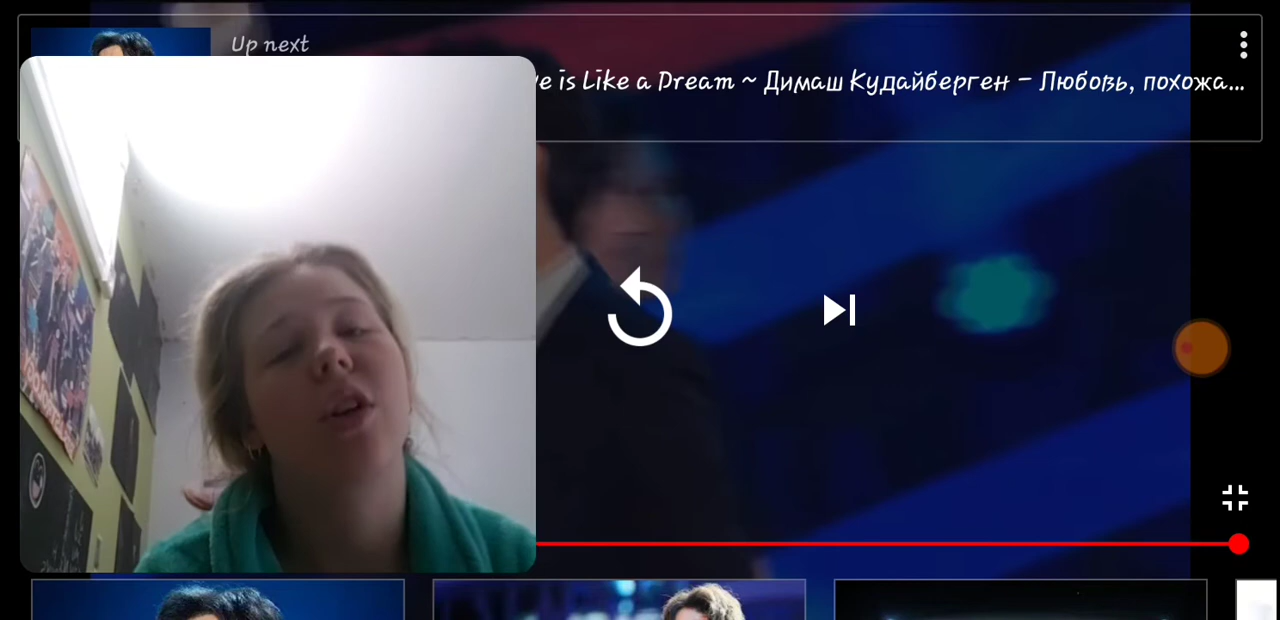 Up next
e is Like a Dream ~ Димаш Кудайберген - Любовь, похожа...